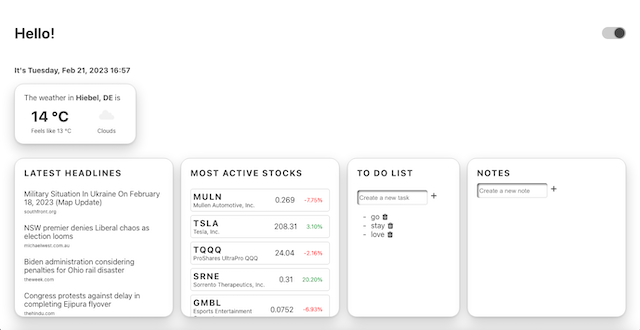 Hello!
It's Tuesday, Feb 21, 2023 16:57
The weather in Hiebel, DE is
14 °C
Feels like 13 °C
Clouds
LATEST HEADLINES
Military Situation In Ukraine On February
18, 2023 (Map Update)
southfront.org
NSW premier denies Liberal chaos as
election looms
michaelwest.com.au
Biden administration considering
penalties for Ohio rail disaster
theweek.com
Congress protests against delay in
completing Ejipura flyover
thehindu.com
MOST ACTIVE STOCKS
MULN 0.269 -7.75%
Mullen Automotive, Inc.
TSLA 208.31 3.10%
Tesla, Inc.
TQQQ 24.04 -2.16%
ProShares UltraPro QQQ
SRNE 0.31 20.20%
Sorrento Therapeutics, Inc.
GMBL 0.0752 -6.93%
Esports Entertainment
TO DO LIST
Create a new task +
- go
- stay
- love
NOTES
Create a new note +